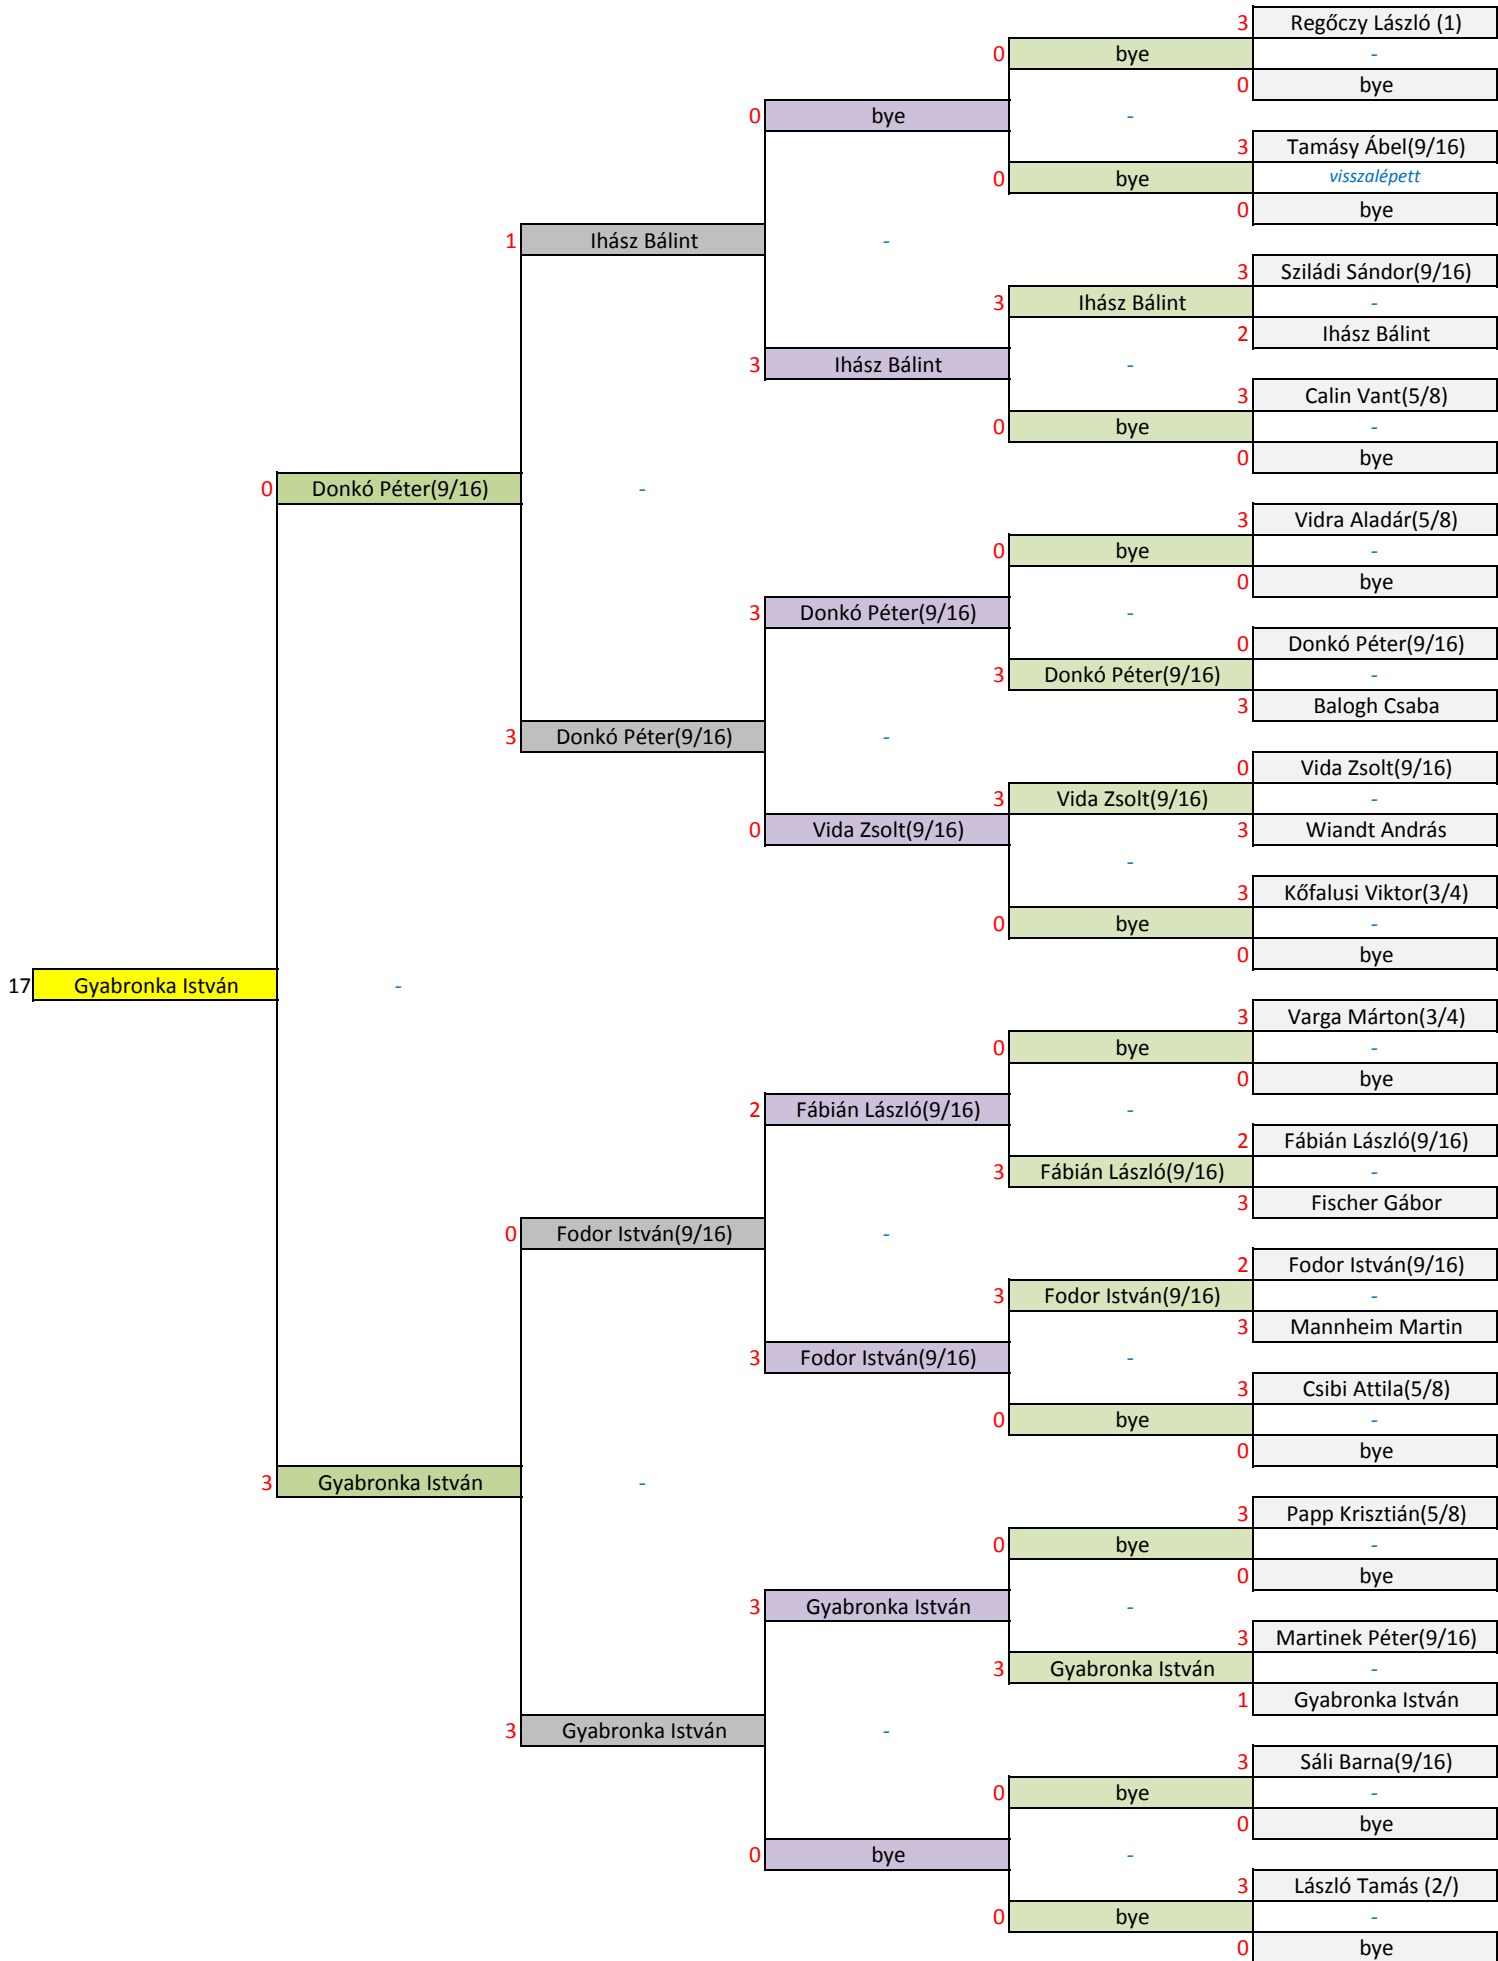 3 Regőczy László (1)
0 bye -
0 bye
0 bye -
3 Tamásy Ábel(9/16)
0 bye visszalépett
0 bye
1 Ihász Bálint -
3 Sziládi Sándor(9/16)
3 Ihász Bálint -
2 Ihász Bálint
3 Ihász Bálint -
3 Calin Vant(5/8)
0 bye -
0 bye
0 Donkó Péter(9/16) -
3 Vidra Aladár(5/8)
0 bye -
0 bye
3 Donkó Péter(9/16) -
0 Donkó Péter(9/16)
3 Donkó Péter(9/16) -
3 Balogh Csaba
3 Donkó Péter(9/16) -
0 Vida Zsolt(9/16)
3 Vida Zsolt(9/16) -
0 Vida Zsolt(9/16) 3 Wiandt András
-
3 Kőfalusi Viktor(3/4)
0 bye -
0 bye
17 Gyabronka István -
3 Varga Márton(3/4)
0 bye -
0 bye
2 Fábián László(9/16) -
2 Fábián László(9/16)
3 Fábián László(9/16) -
3 Fischer Gábor
0 Fodor István(9/16) -
2 Fodor István(9/16)
3 Fodor István(9/16) -
3 Mannheim Martin
3 Fodor István(9/16) -
3 Csibi Attila(5/8)
0 bye -
0 bye
3 Gyabronka István -
3 Papp Krisztián(5/8)
0 bye -
0 bye
3 Gyabronka István -
3 Martinek Péter(9/16)
3 Gyabronka István -
1 Gyabronka István
3 Gyabronka István -
3 Sáli Barna(9/16)
0 bye -
0 bye
0 bye -
3 László Tamás (2/)
0 bye -
0 bye